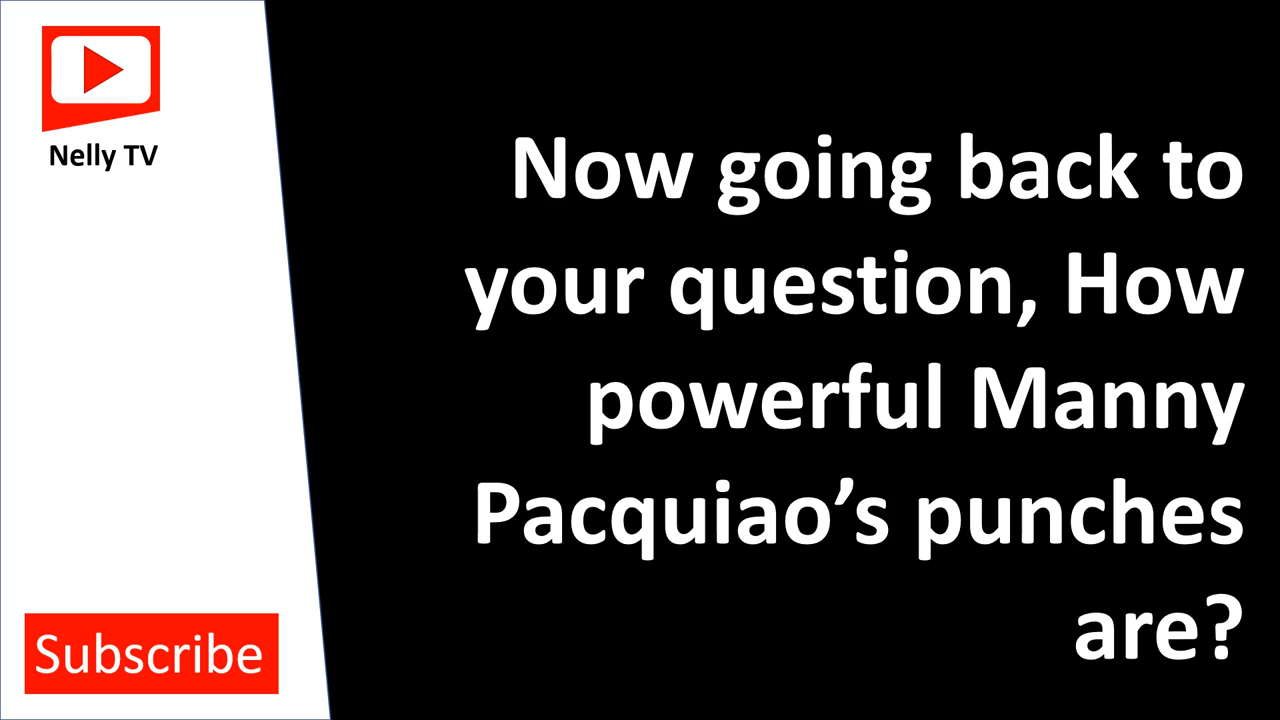 Nelly TV
Now going back to
your question, How
powerful Manny
Pacquiao’s punches
are?
Subscribe